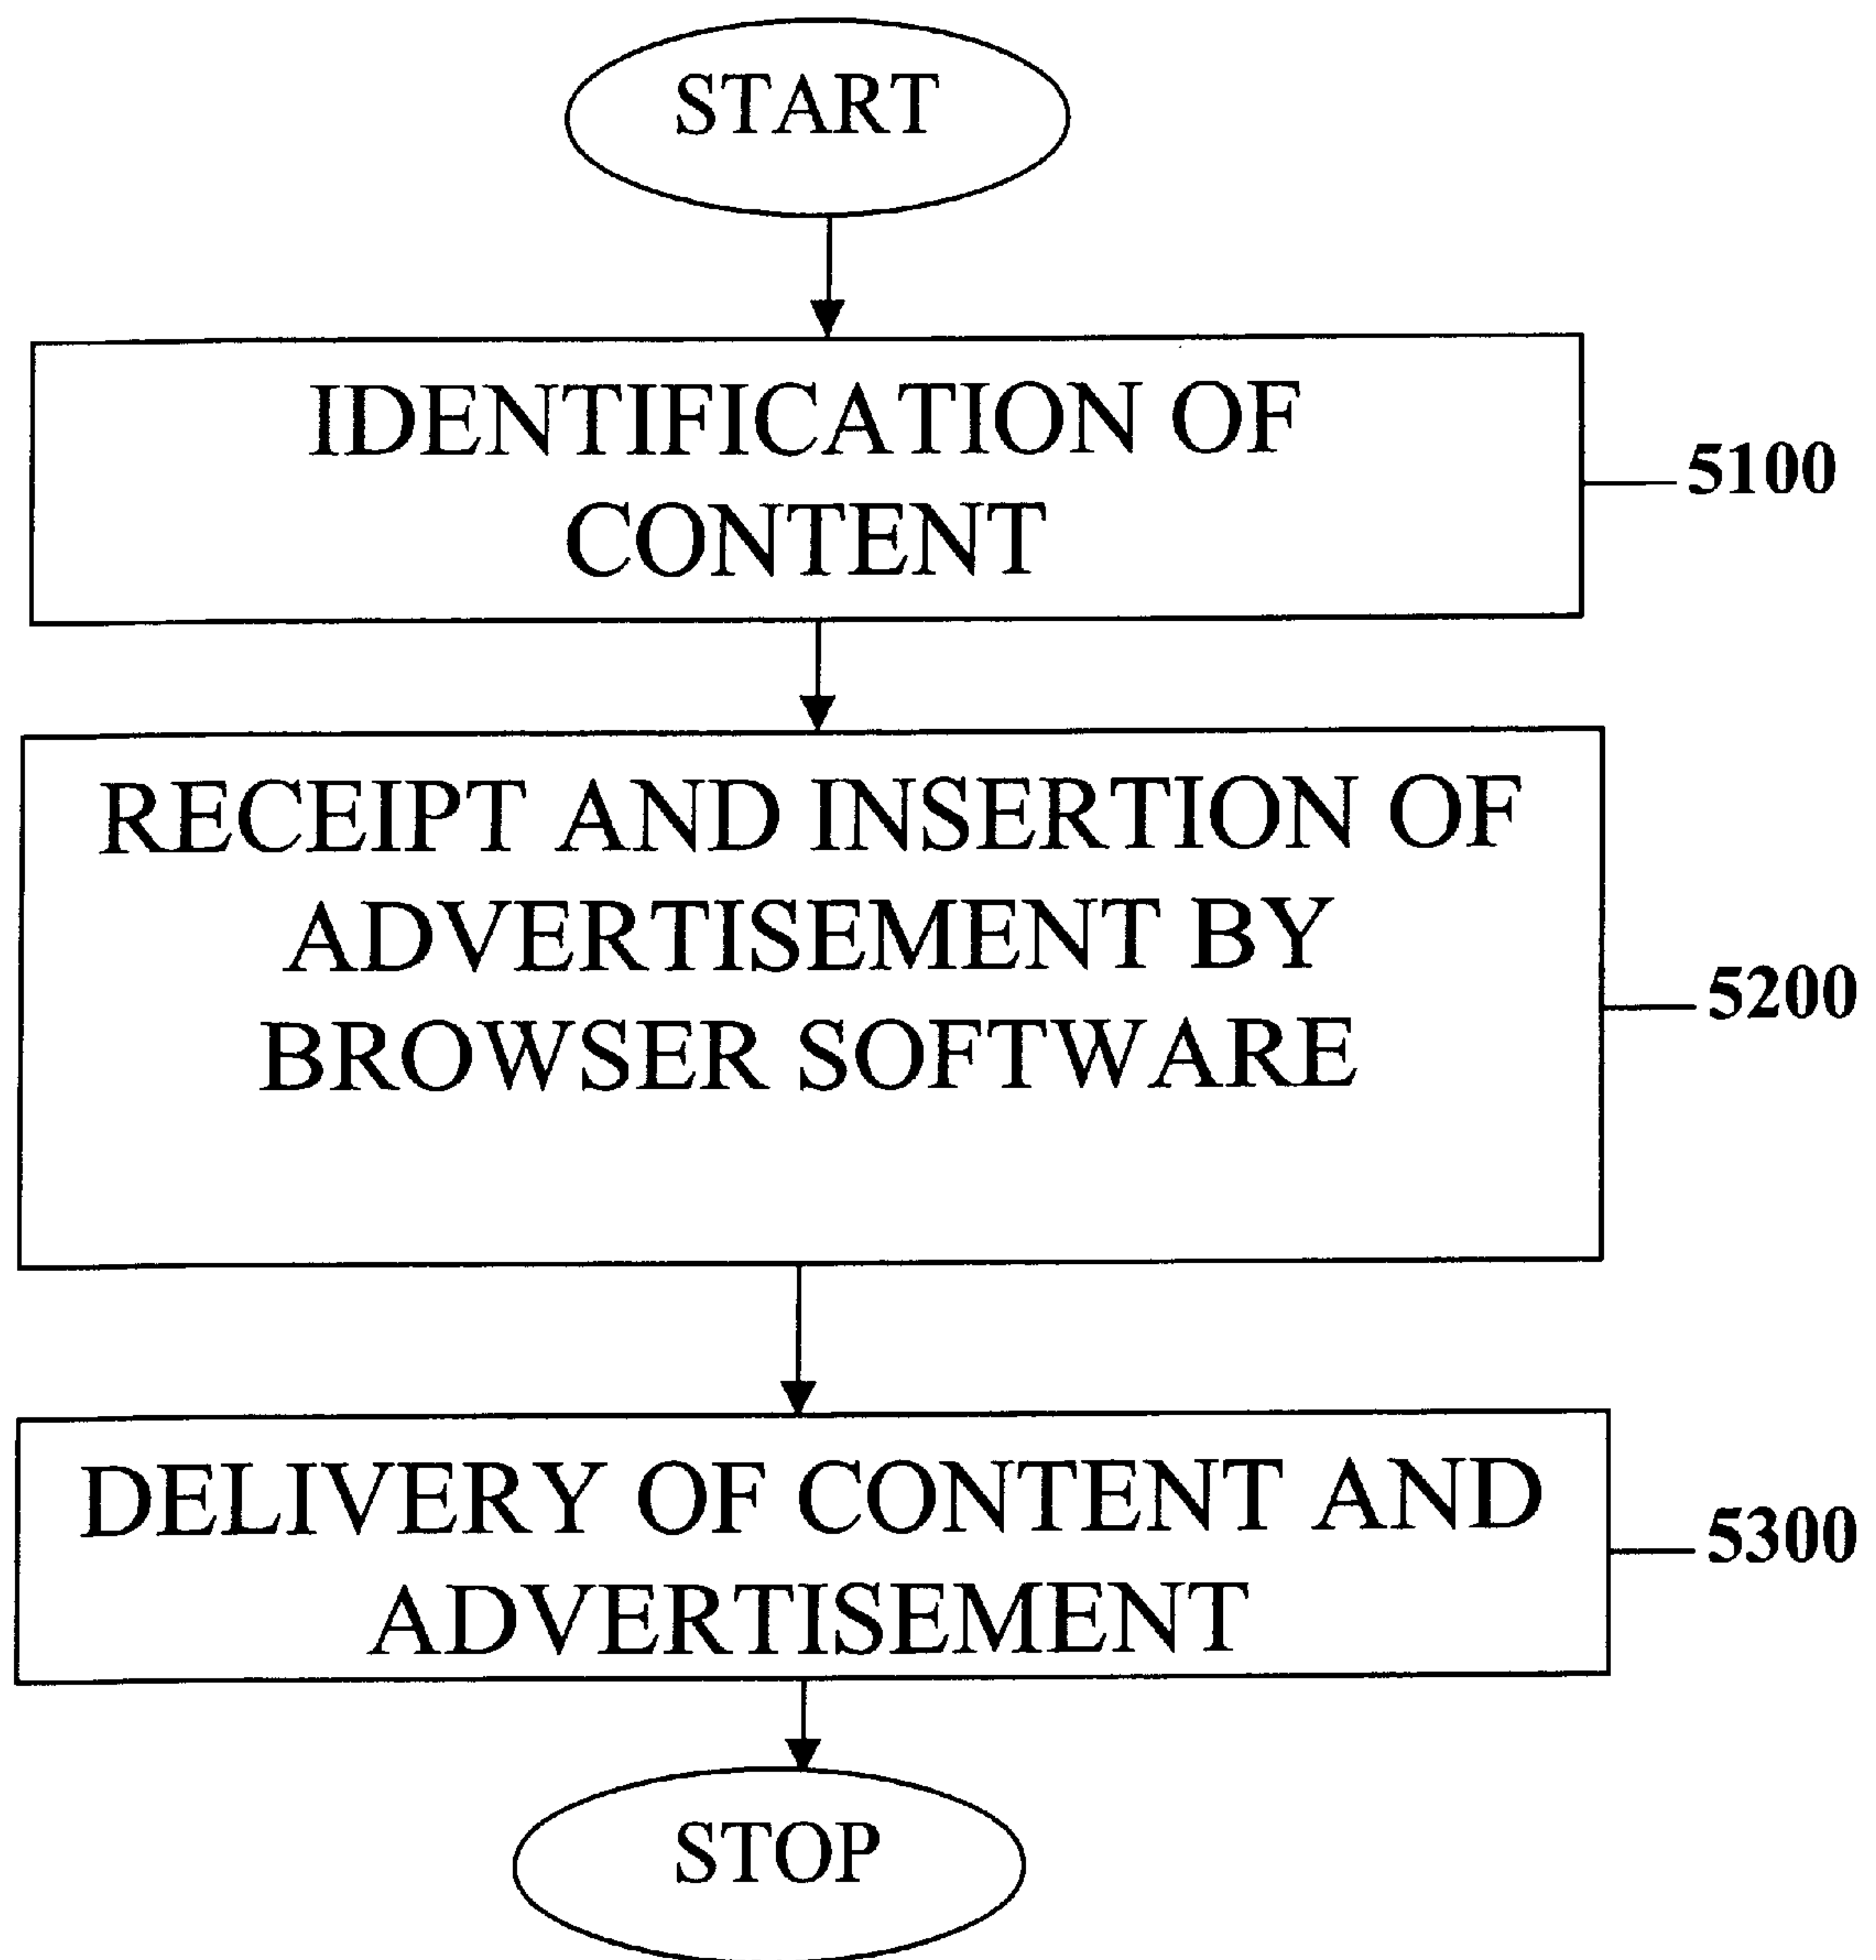 START
IDENTIFICATION OF
CONTENT
5100
RECEIPT AND INSERTION OF
ADVERTISEMENT BY
BROWSER SOFTWARE
5200
DELIVERY OF CONTENT AND
ADVERTISEMENT
5300
STOP